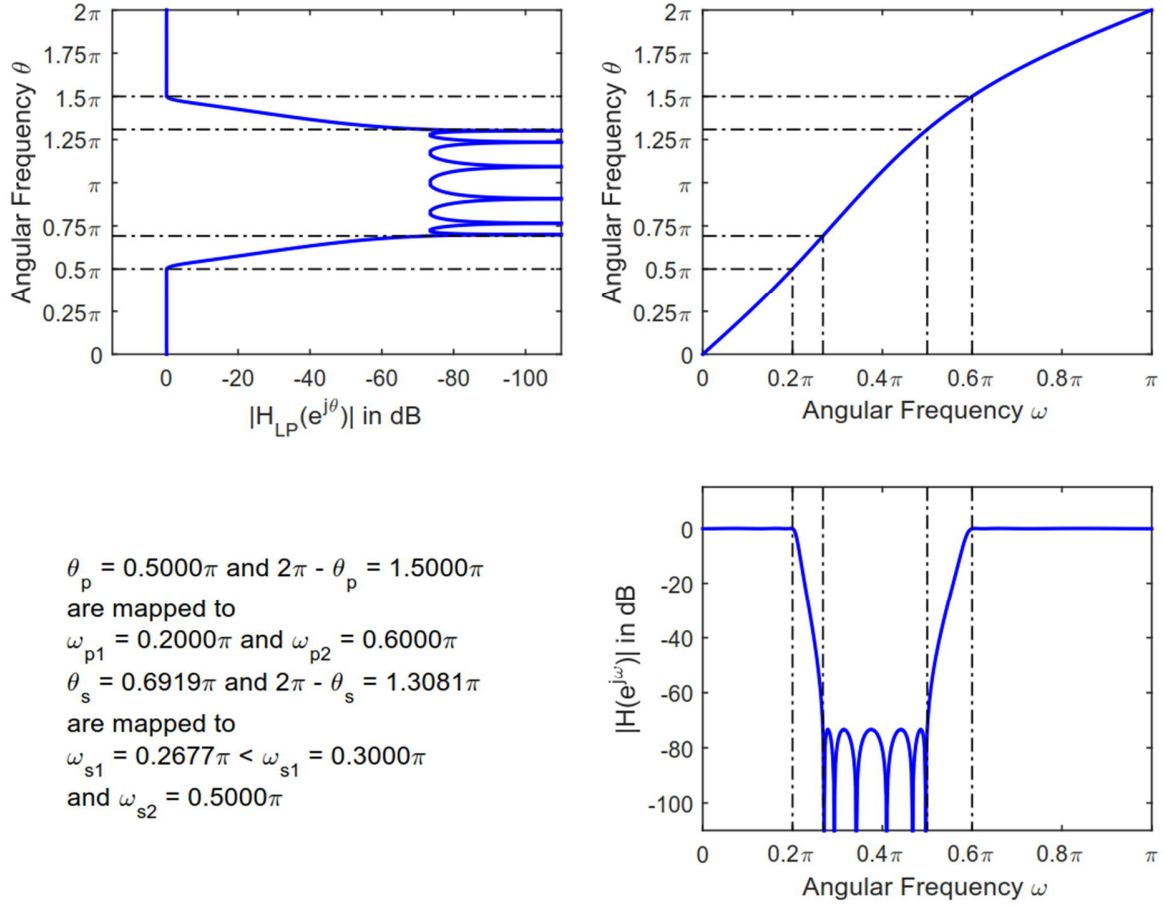 2π
1.75π
1.5π
1.25π
π
0.75π
0.5π
0.25π
0
Angular Frequency θ
0 -20 -40 -60 -80 -100
|H_LP(e^jθ)| in dB
2π
1.75π
1.5π
1.25π
π
0.75π
0.5π
0.25π
0
Angular Frequency θ
0 0.2π 0.4π 0.6π 0.8π π
Angular Frequency ω
θ_p = 0.5000π and 2π - θ_p = 1.5000π
are mapped to
ω_p1 = 0.2000π and ω_p2 = 0.6000π
θ_s = 0.6919π and 2π - θ_s = 1.3081π
are mapped to
ω_s1 = 0.2677π < ω_s1 = 0.3000π
and ω_s2 = 0.5000π
0
-20
-40
-60
-80
-100
|H(e^jω)| in dB
0 0.2π 0.4π 0.6π 0.8π π
Angular Frequency ω